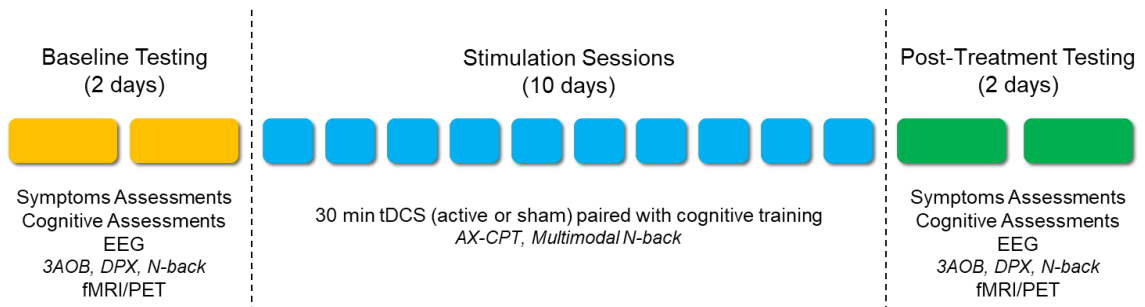 Baseline Testing
(2 days)
Symptoms Assessments
Cognitive Assessments
EEG
3AOB, DPX, N-back
fMRI/PET
Stimulation Sessions
(10 days)
30 min tDCS (active or sham) paired with cognitive training
AX-CPT, Multimodal N-back
Post-Treatment Testing
(2 days)
Symptoms Assessments
Cognitive Assessments
EEG
3AOB, DPX, N-back
fMRI/PET